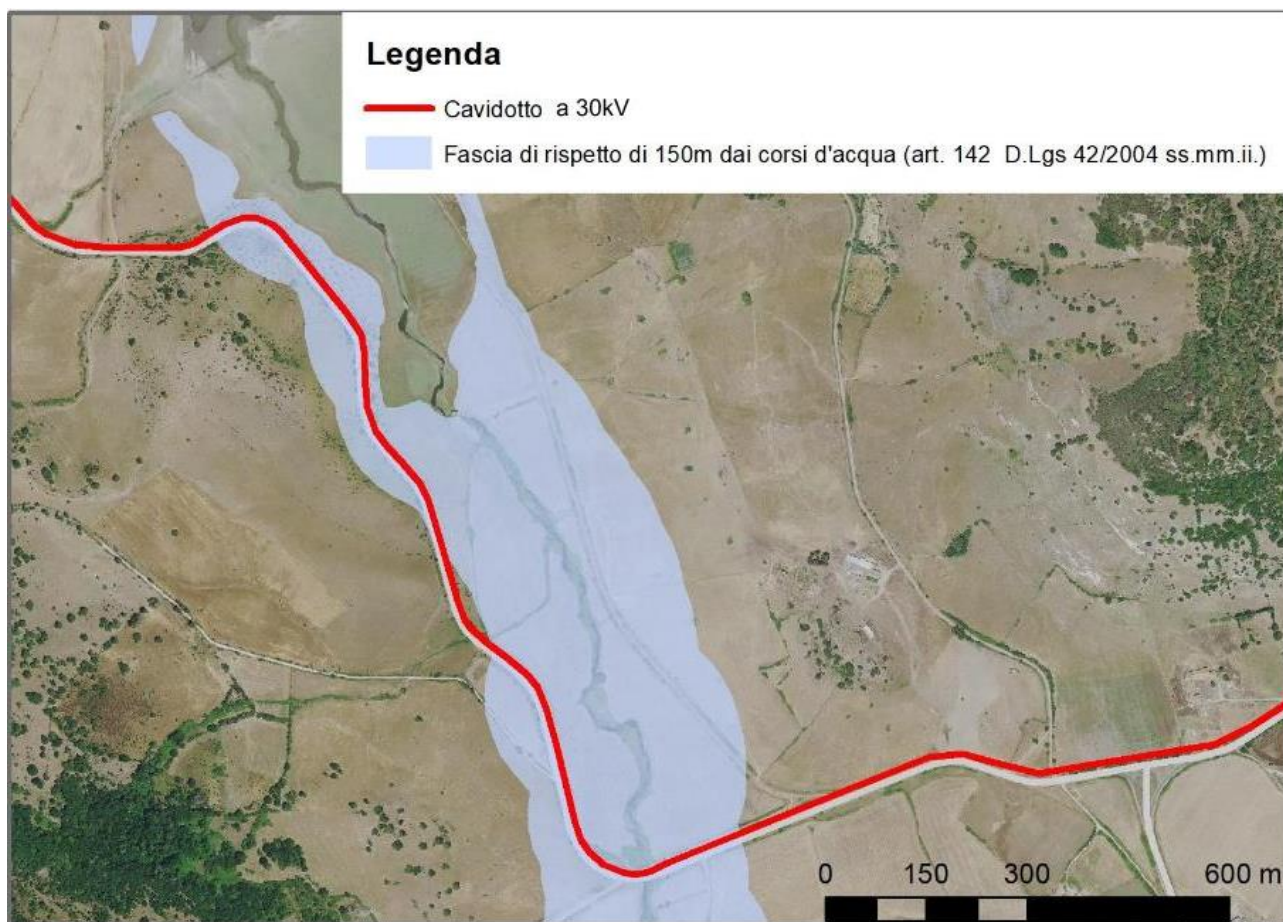 Legenda
Cavidotto a 30kV
Fascia di rispetto di 150m dai corsi d'acqua (art. 142 D.Lgs 42/2004 ss.mm.ii.)
0 150 300 600 m